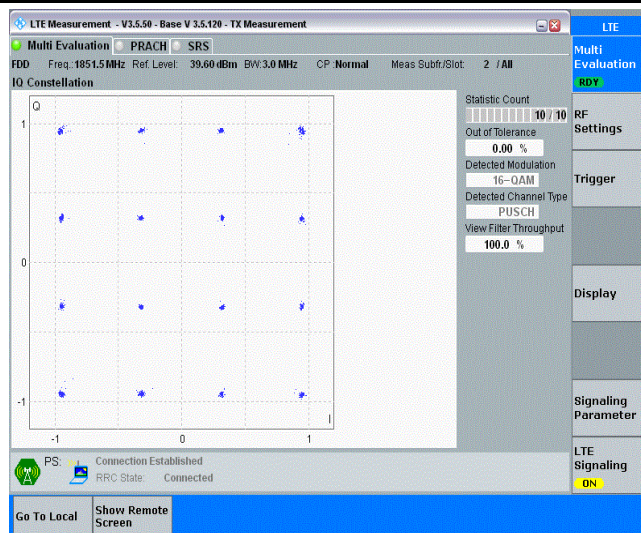 LTE Measurement - V3.5.50 - Base V 3.5.120 - TX Measurement
LTE
Multi Evaluation PRACH SRS
Multi
Evaluation
RDY
FDD Freq.:1851.5 MHz Ref. Level: 39.60 dBm BW:3.0 MHz CP :Normal Meas Subfr./Slot: 2 / All
IQ Constellation
Q
1
0
-1
-1 0 1
I
Statistic Count
10 / 10
Out of Tolerance
0.00 %
Detected Modulation
16-QAM
Detected Channel Type
PUSCH
View Filter Throughput
100.0 %
RF
Settings
Trigger
Display
Signaling
Parameter
LTE
Signaling
ON
PS: Connection Established
RRC State: Connected
Go To Local
Show Remote
Screen